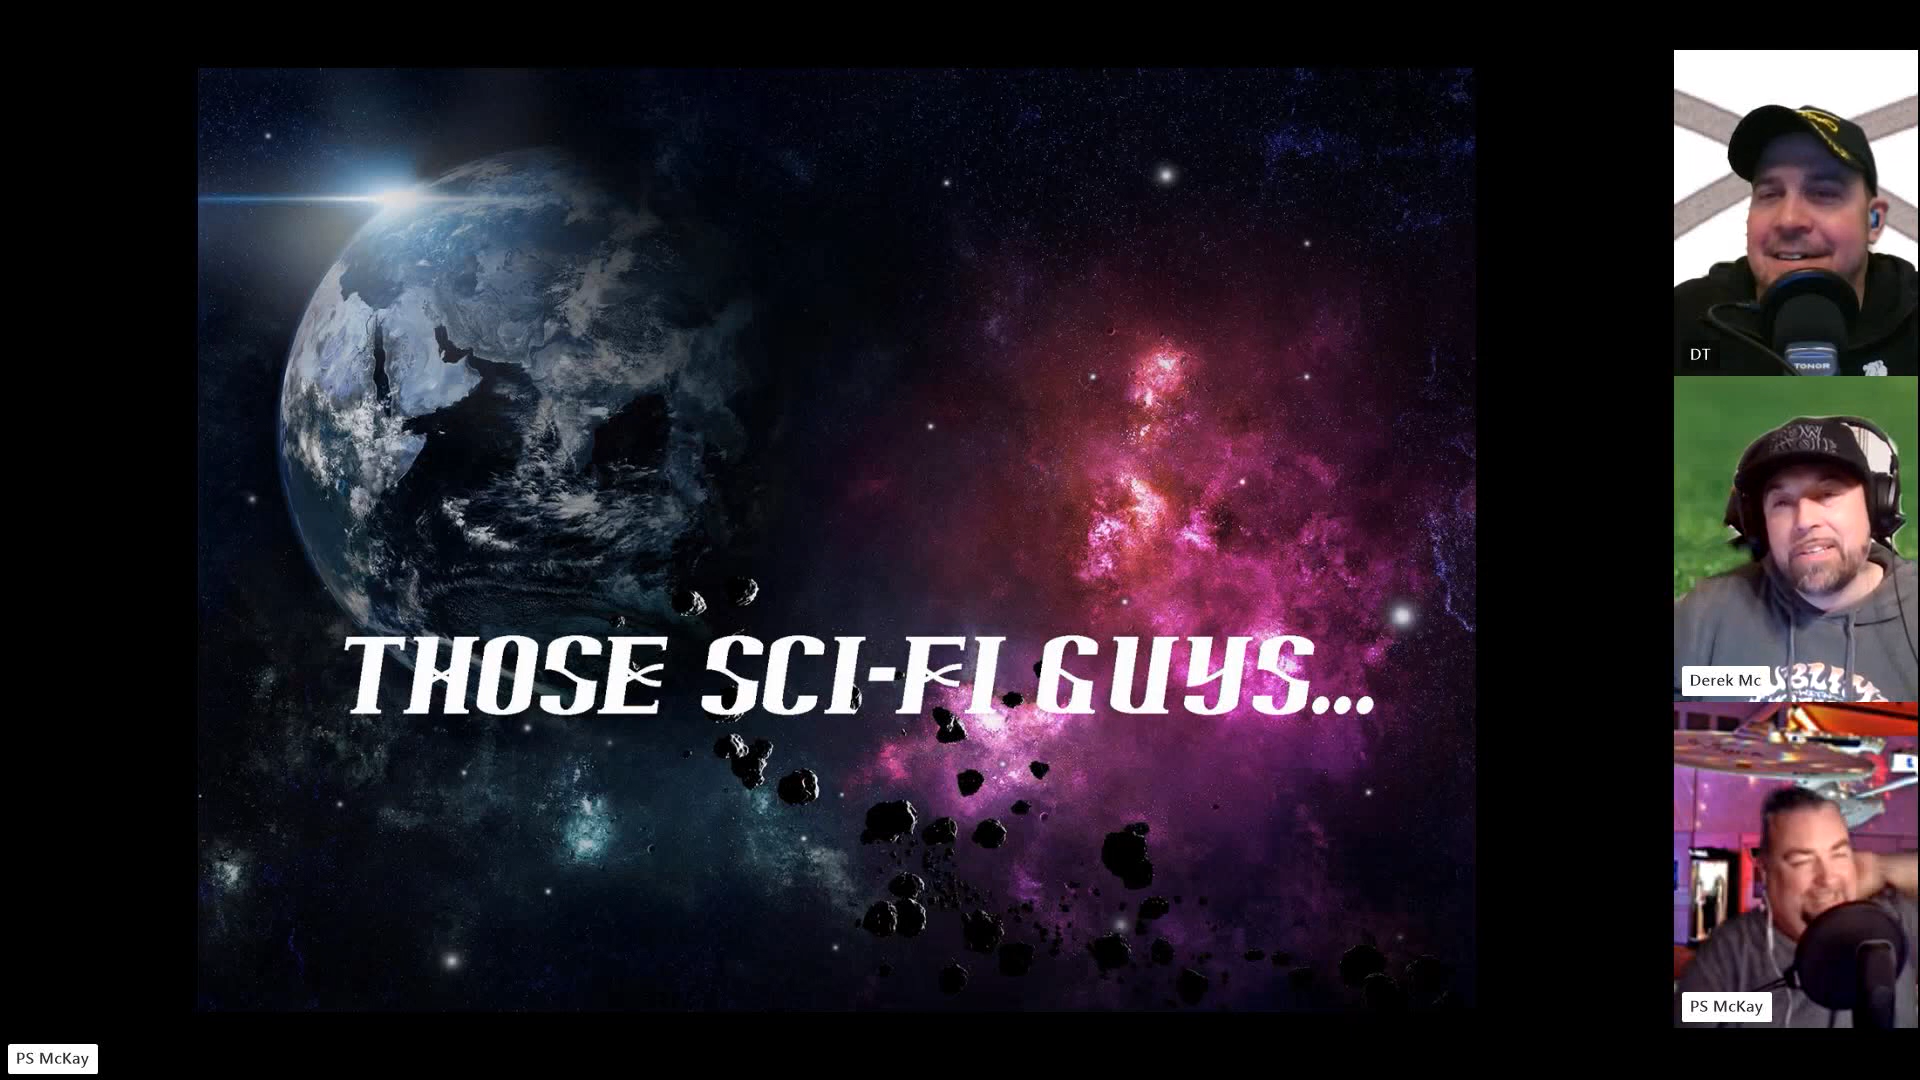 THOSE SCI-FI GUYS...
DT
TONOR
Derek Mc
PS McKay
PS McKay